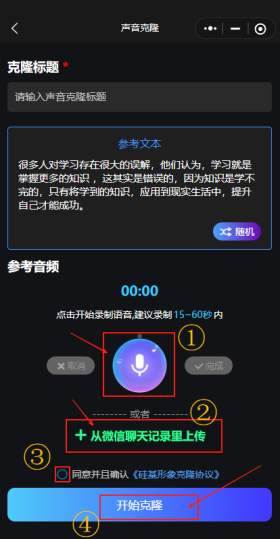 声音克隆
克隆标题 *
请输入声音克隆标题
参考文本
很多人对学习存在很大的误解，他们认为，学习就是
掌握更多的知识 ，这其实是错误的，因为知识是学不
完的，只有将学到的知识，应用到现实生活中，提升
自己才能成功。
随机
参考音频
00:00
点击开始录制语音,建议录制 15~60秒 内
①
取消
完成
-------- 或者 --------
②
+ 从微信聊天记录里上传
③
同意并且确认《硅基形象克隆协议》
开始克隆
④